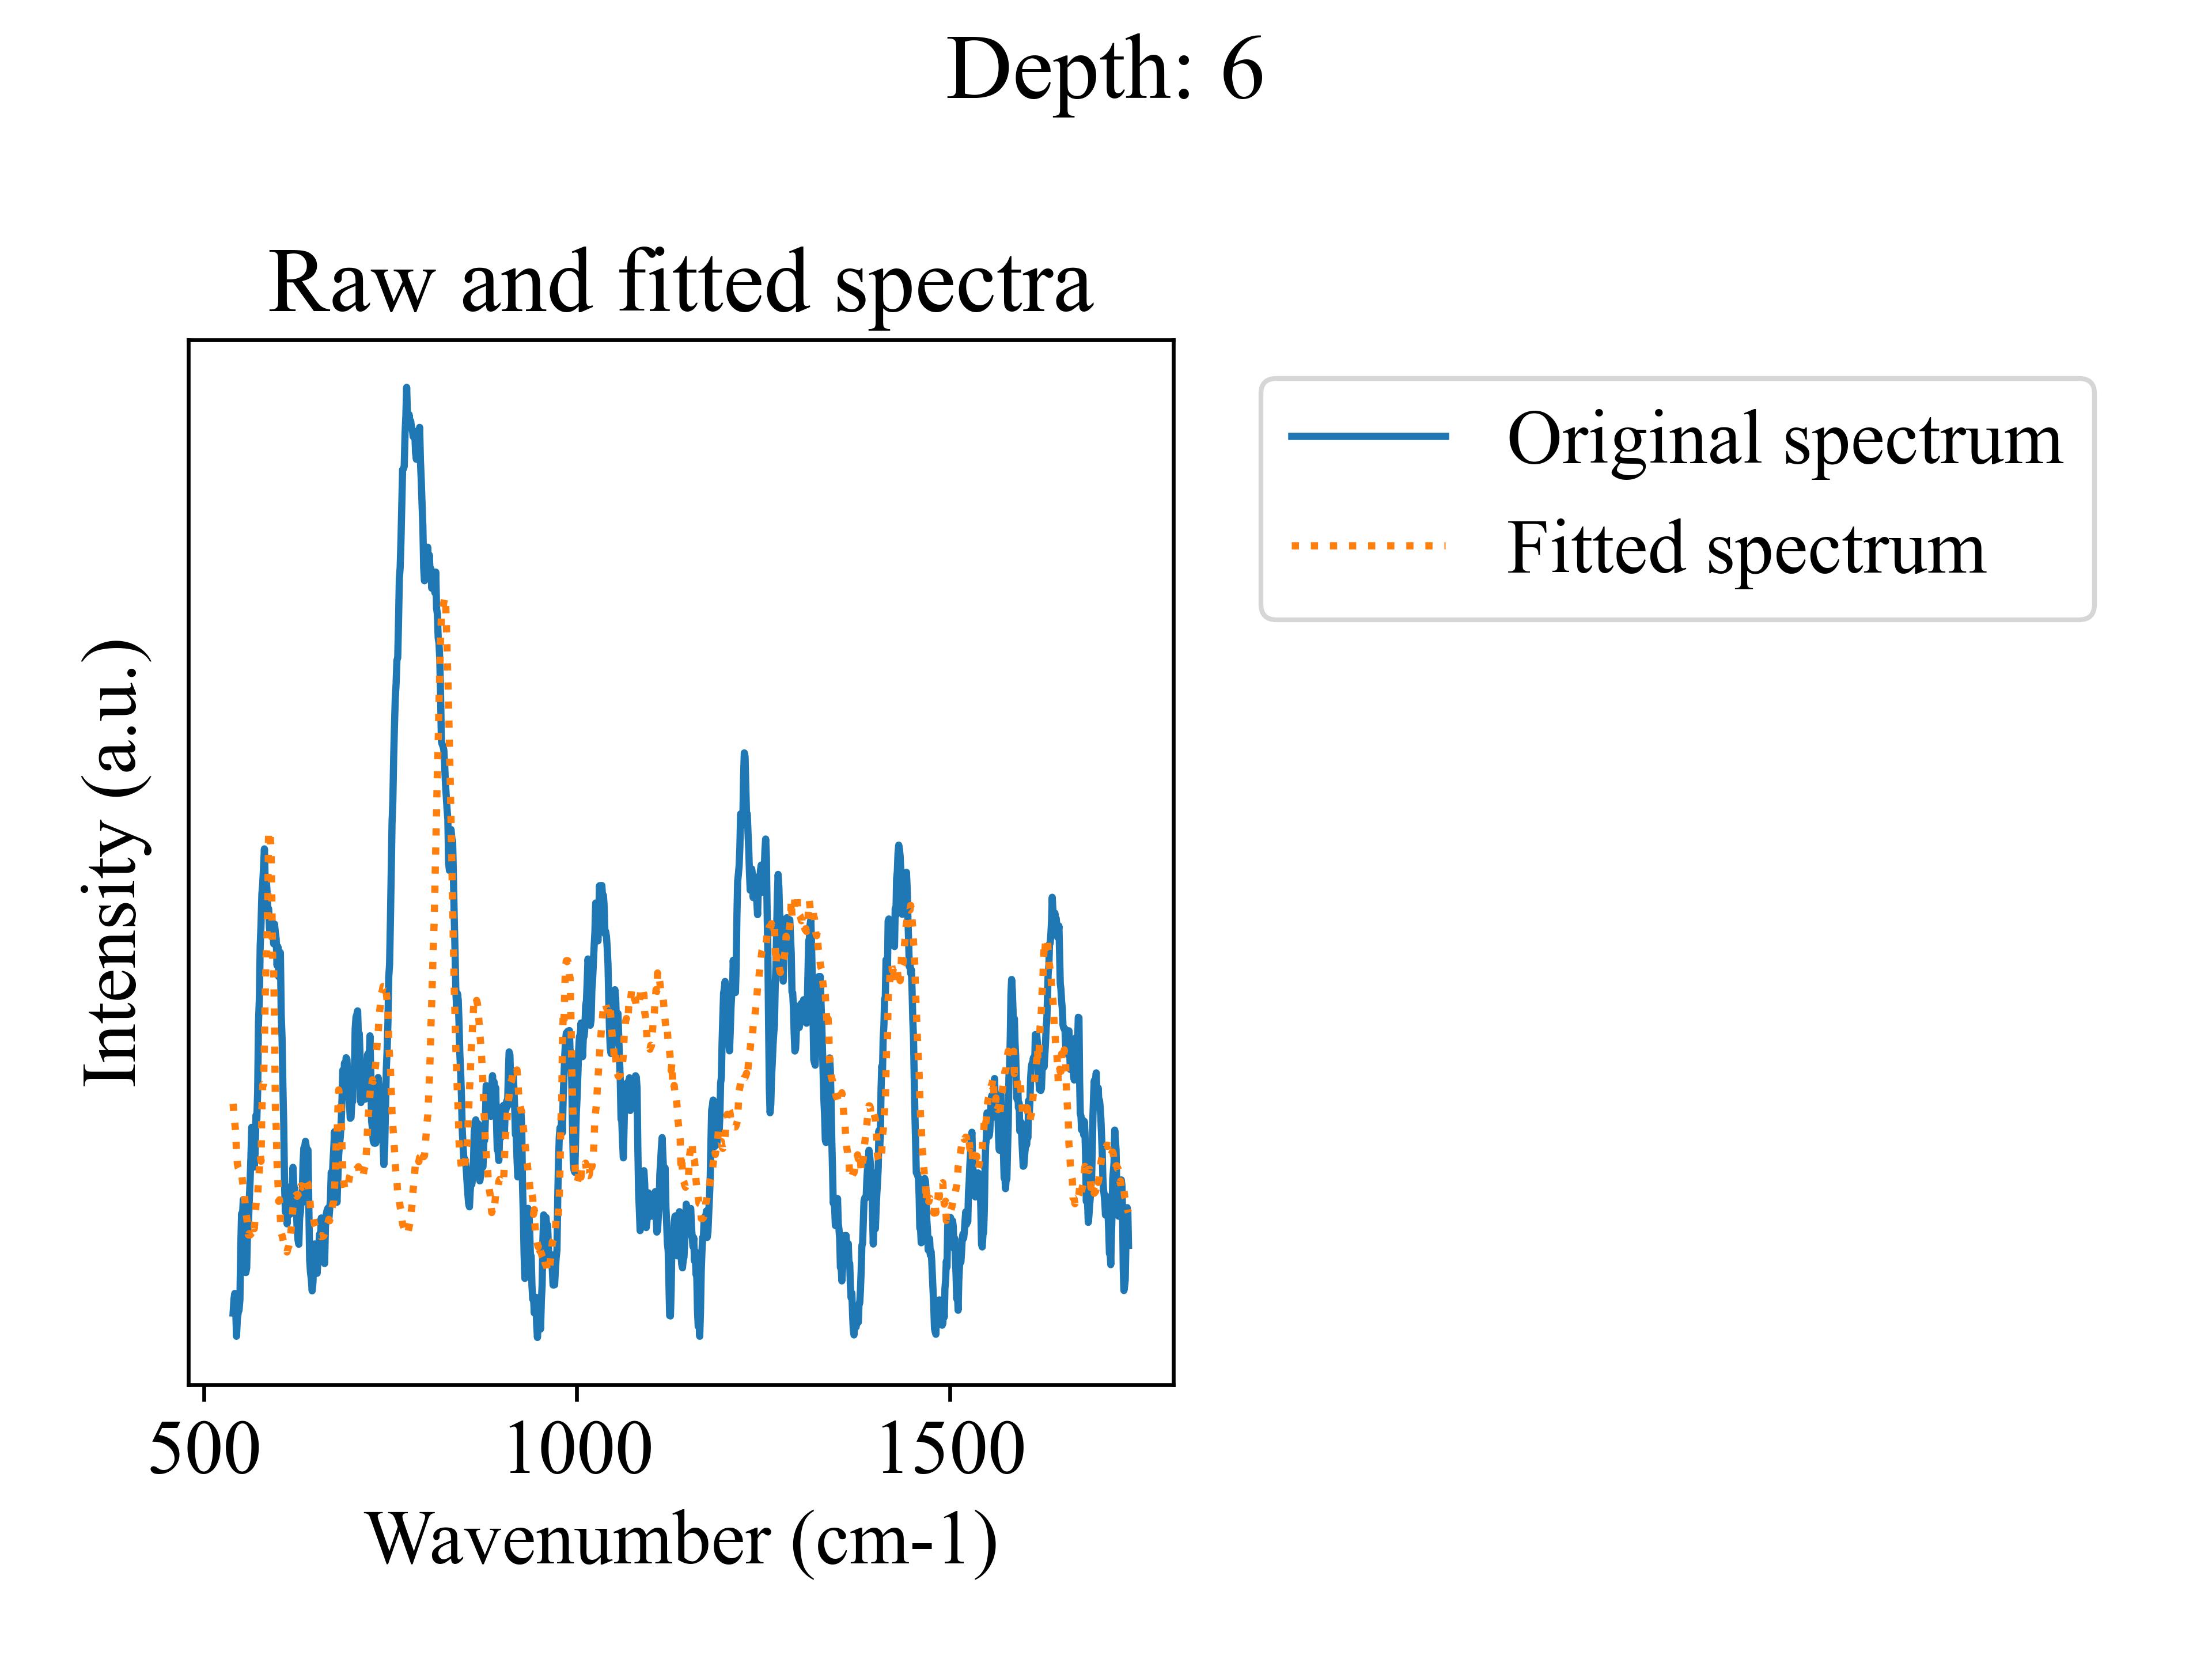 Depth: 6
Raw and fitted spectra
Original spectrum
Fitted spectrum
Intensity (a.u.)
500
1000
1500
Wavenumber (cm-1)